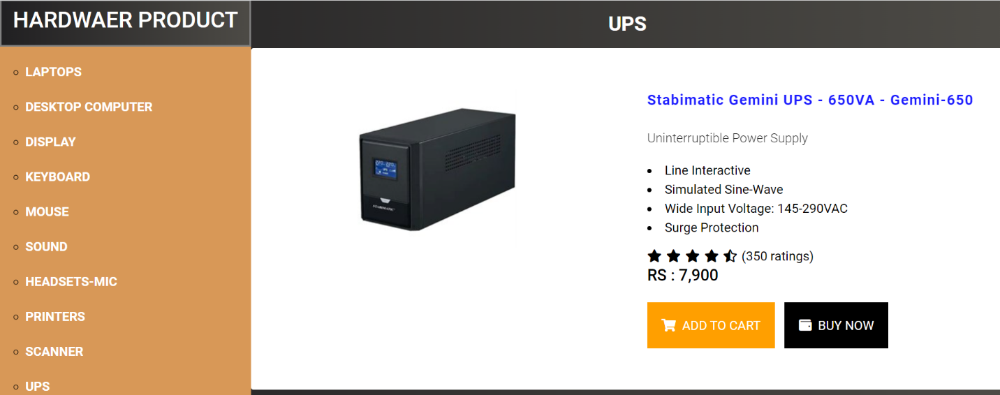 HARDWAER PRODUCT
UPS
LAPTOPS
DESKTOP COMPUTER
DISPLAY
KEYBOARD
MOUSE
SOUND
HEADSETS-MIC
PRINTERS
SCANNER
UPS
STABIMATIC
Stabimatic Gemini UPS - 650VA - Gemini-650
Uninterruptible Power Supply
Line Interactive
Simulated Sine-Wave
Wide Input Voltage: 145-290VAC
Surge Protection
(350 ratings)
RS : 7,900
ADD TO CART
BUY NOW